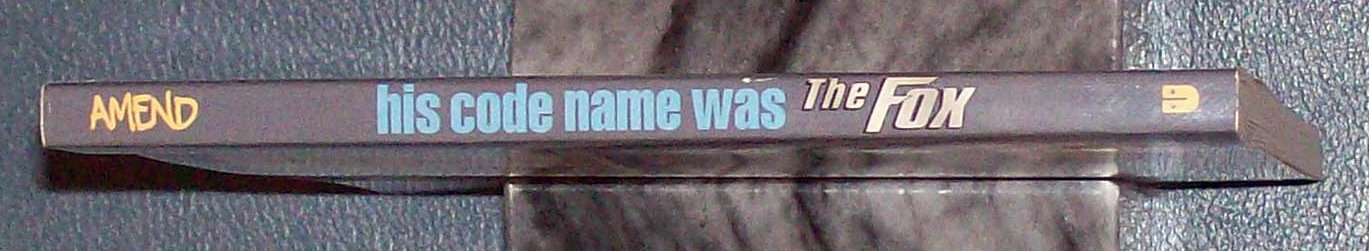 AMEND his code name was The Fox